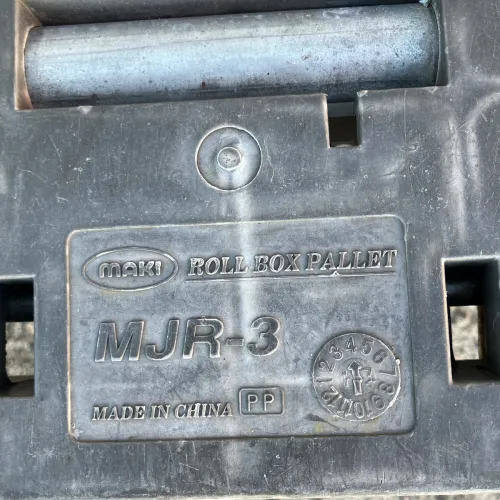 MAKI ROLL BOX PALLET
MJR-3
MADE IN CHINA PP
1 2 3 4 5 6 7 8 9 10 11 12